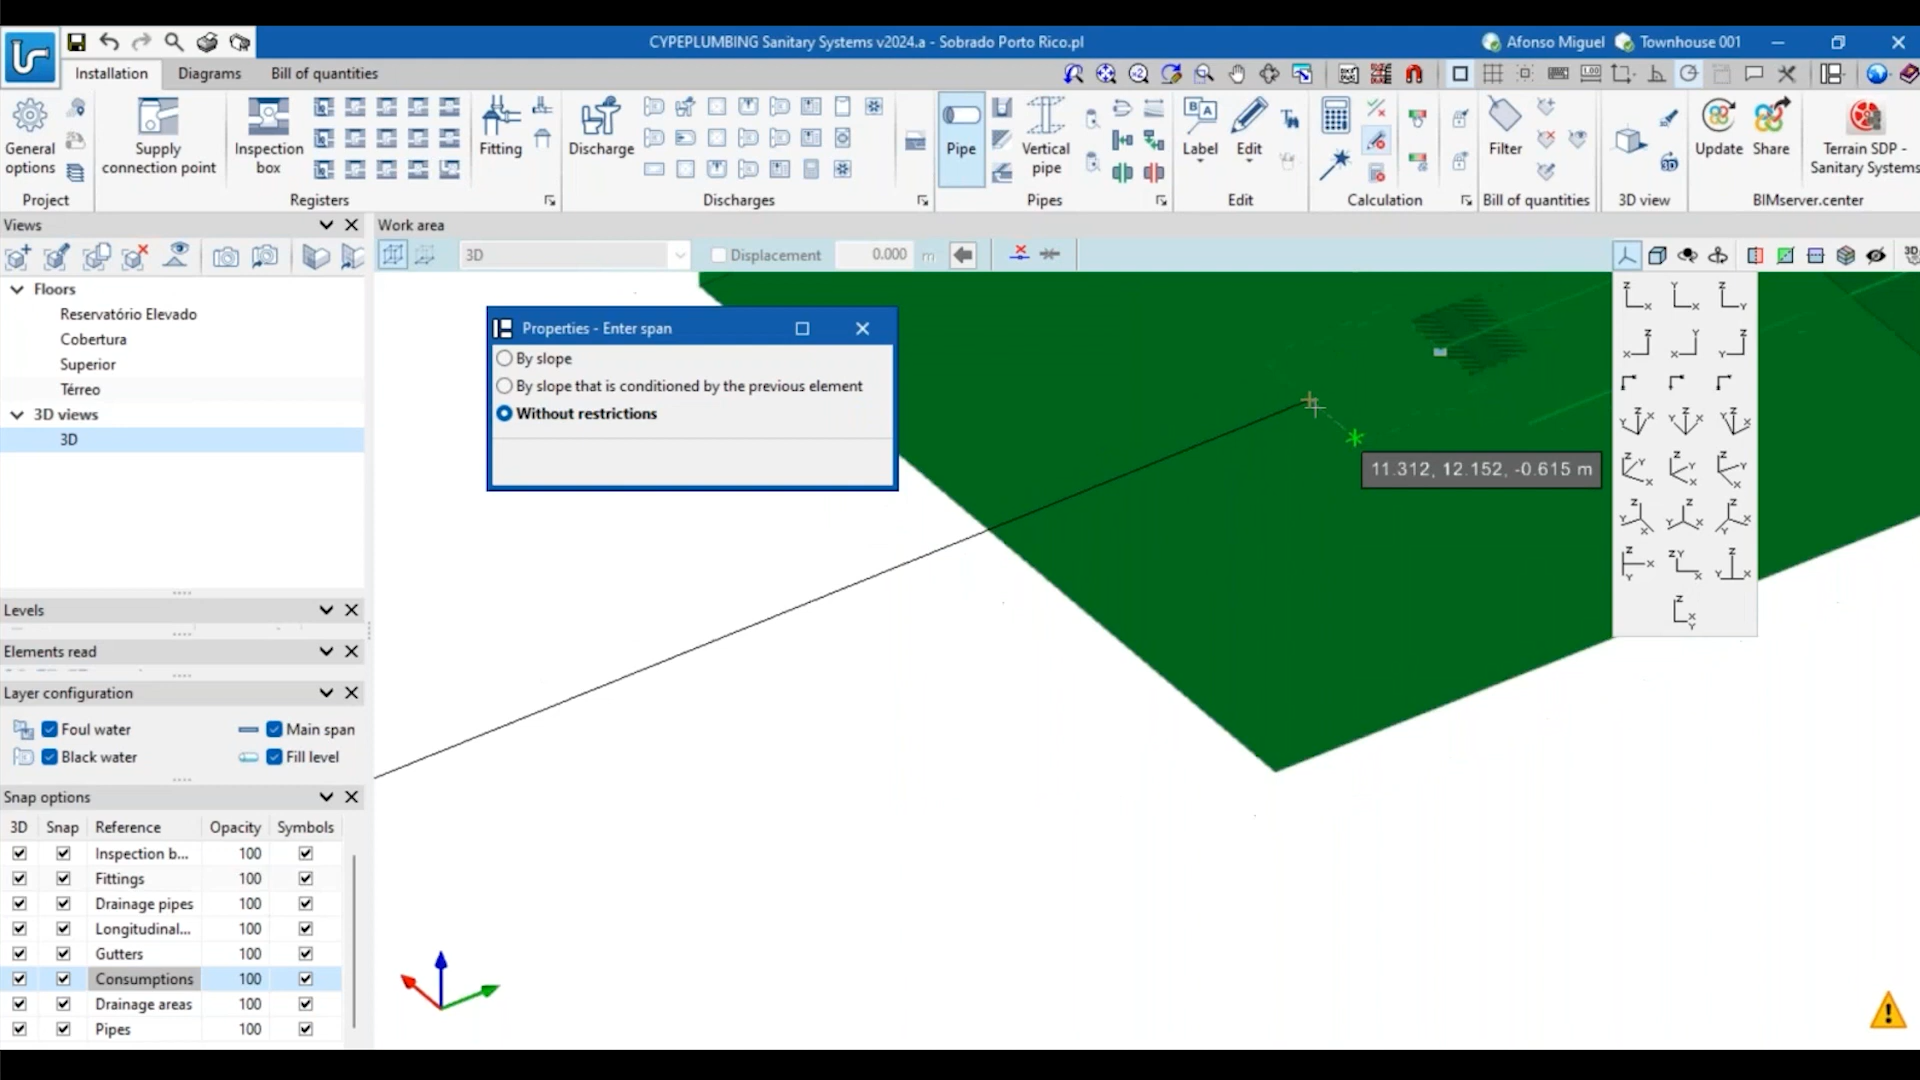 CYPEPLUMBING Sanitary Systems v2024.a - Sobrado Porto Rico.pl
Afonso Miguel
Townhouse 001
Installation
Diagrams
Bill of quantities
General
options
Supply
connection point
Inspection
box
Fitting
Discharge
Pipe
Vertical
pipe
Label
Edit
Filter
Update
Share
Terrain SDP -
Sanitary Systems
Project
Registers
Discharges
Pipes
Edit
Calculation
Bill of quantities
3D view
BIMserver.center
Views
Work area
3D
Displacement
0.000
m
Floors
Reservatório Elevado
Cobertura
Superior
Térreo
3D views
3D
Properties - Enter span
By slope
By slope that is conditioned by the previous element
Without restrictions
11.312, 12.152, -0.615 m
Levels
Elements read
Layer configuration
Foul water
Main span
Black water
Fill level
Snap options
3D Snap Reference Opacity Symbols
Inspection b... 100
Fittings 100
Drainage pipes 100
Longitudinal... 100
Gutters 100
Consumptions 100
Drainage areas 100
Pipes 100